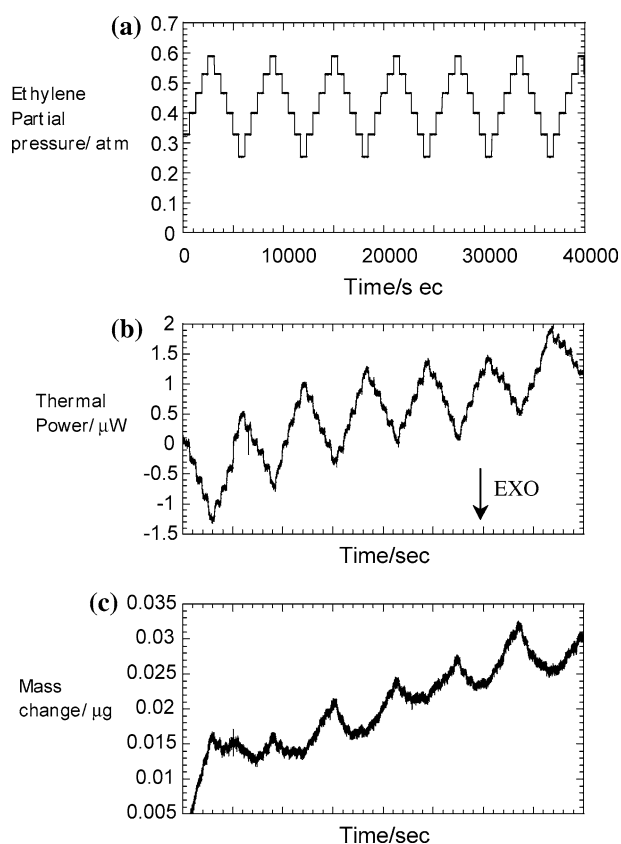 (a)
Ethylene
Partial
pressure/ atm
0.7
0.6
0.5
0.4
0.3
0.2
0.1
0
0 10000 20000 30000 40000
Time/s ec
(b)
Thermal
Power/ μW
2
1.5
1
0.5
0
-0.5
-1
-1.5
EXO
Time/sec
(c)
Mass
change/ μg
0.035
0.03
0.025
0.02
0.015
0.01
0.005
Time/sec